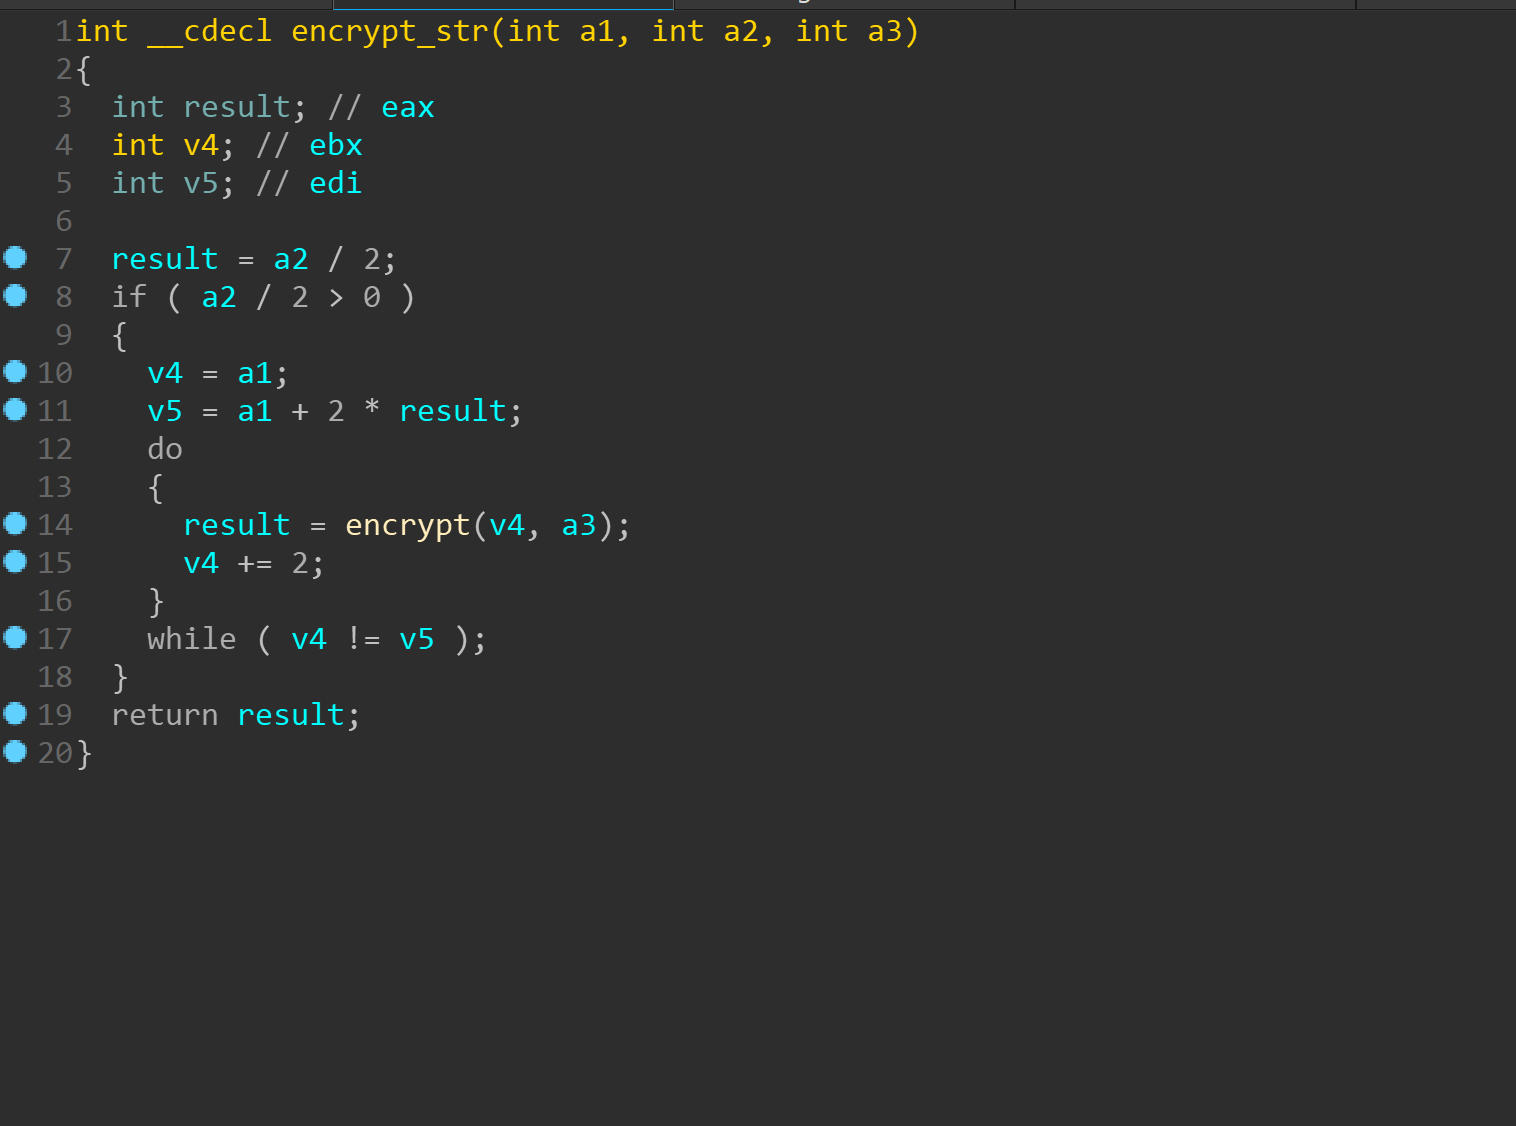 1 int __cdecl encrypt_str(int a1, int a2, int a3)
2 {
3   int result; // eax
4   int v4; // ebx
5   int v5; // edi
6
7   result = a2 / 2;
8   if ( a2 / 2 > 0 )
9   {
10     v4 = a1;
11     v5 = a1 + 2 * result;
12     do
13     {
14       result = encrypt(v4, a3);
15       v4 += 2;
16     }
17     while ( v4 != v5 );
18   }
19   return result;
20 }